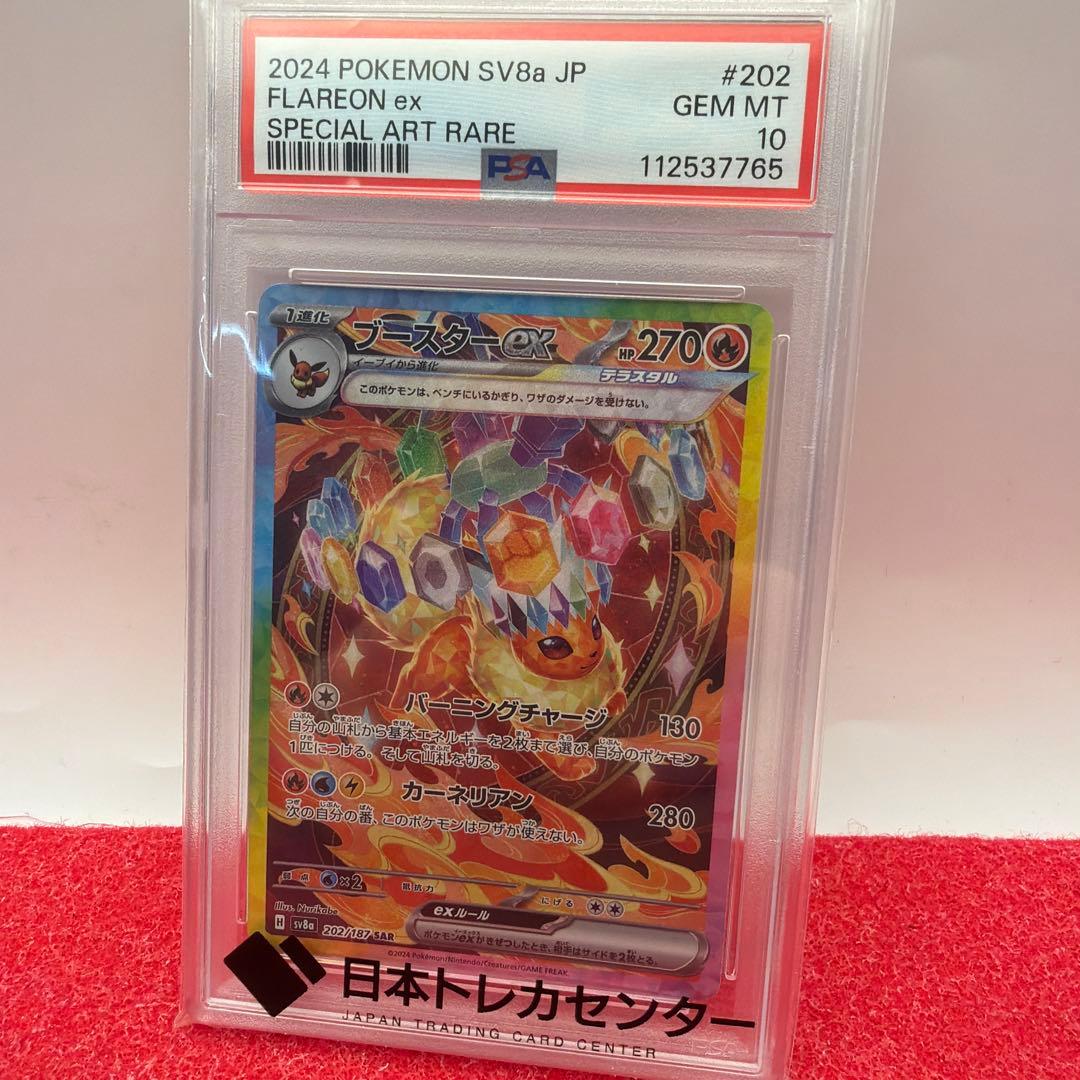 2024 POKEMON SV8a JP #202
FLAREON ex GEM MT
SPECIAL ART RARE 10
PSA 112537765
1進化 ブースターex HP 270
イーブイから進化 テラスタル
このポケモンは、ベンチにいるかぎり、ワザのダメージを受けない。
バーニングチャージ 130
自分の山札から基本エネルギーを2枚まで選び、自分のポケモン
1匹につける。そして山札を切る。
カーネリアン 280
次の自分の番、このポケモンはワザが使えない。
弱点 ×2 抵抗力 にげる
Illus. Nurikabe
exルール
H sv8a 202/187 SAR
ポケモンexがきぜつしたとき、相手はサイドを2枚とる。
©2024 Pokémon/Nintendo/Creatures/GAME FREAK.
日本トレカセンター
JAPAN TRADING CARD CENTER